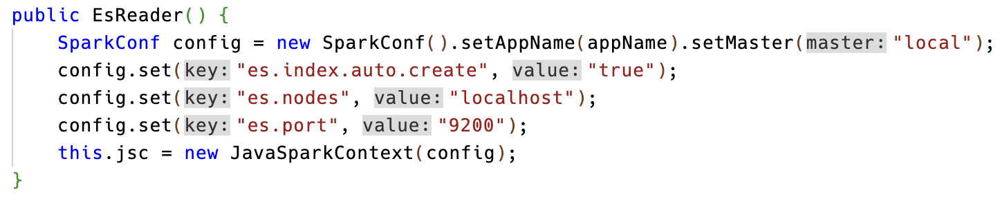 public EsReader() {
SparkConf config = new SparkConf().setAppName(appName).setMaster(master: "local");
config.set(key: "es.index.auto.create", value: "true");
config.set(key: "es.nodes", value: "localhost");
config.set(key: "es.port", value: "9200");
this.jsc = new JavaSparkContext(config);
}